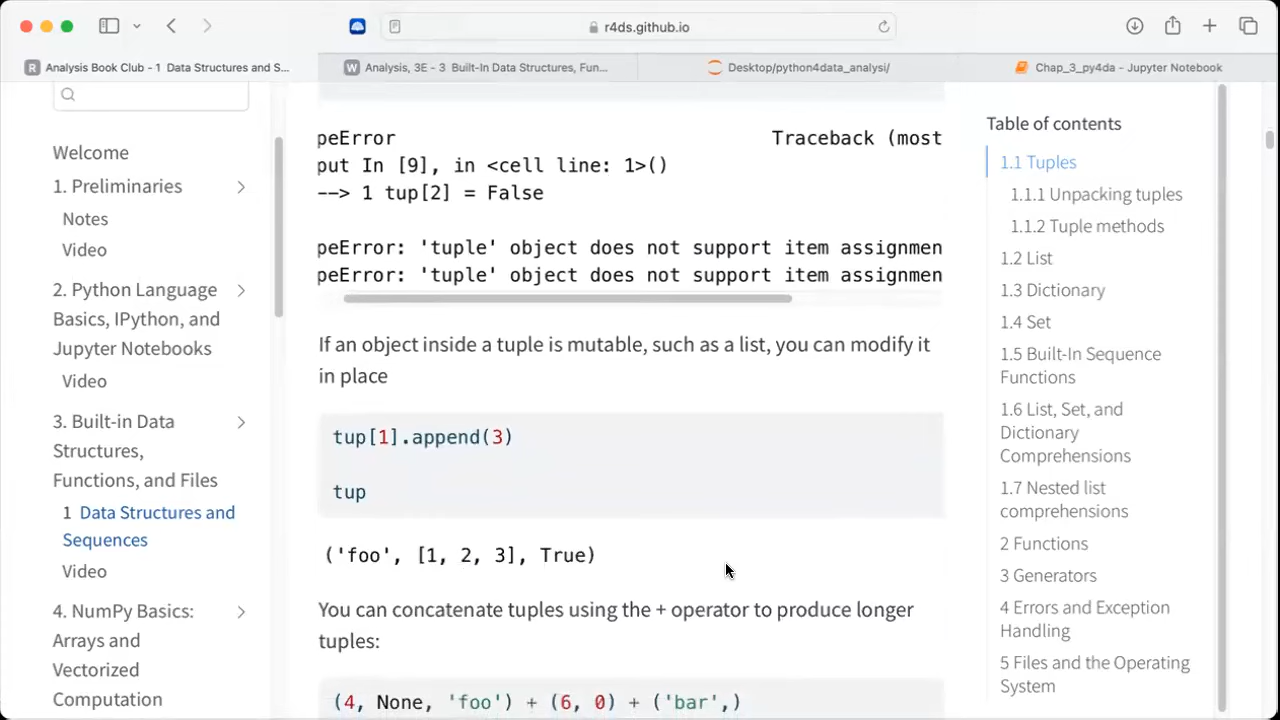 r4ds.github.io
R Analysis Book Club - 1 Data Structures and S...
W Analysis, 3E - 3 Built-In Data Structures, Fun...
Desktop/python4data_analysi/
Chap_3_py4da - Jupyter Notebook
Welcome
1. Preliminaries
Notes
Video
2. Python Language
Basics, IPython, and
Jupyter Notebooks
Video
3. Built-in Data
Structures,
Functions, and Files
1 Data Structures and
Sequences
Video
4. NumPy Basics:
Arrays and
Vectorized
Computation
peError Traceback (most
put In [9], in <cell line: 1>()
--> 1 tup[2] = False
peError: 'tuple' object does not support item assignmen
peError: 'tuple' object does not support item assignmen
If an object inside a tuple is mutable, such as a list, you can modify it
in place
tup[1].append(3)
tup
('foo', [1, 2, 3], True)
You can concatenate tuples using the + operator to produce longer
tuples:
(4, None, 'foo') + (6, 0) + ('bar',)
Table of contents
1.1 Tuples
1.1.1 Unpacking tuples
1.1.2 Tuple methods
1.2 List
1.3 Dictionary
1.4 Set
1.5 Built-In Sequence
Functions
1.6 List, Set, and
Dictionary
Comprehensions
1.7 Nested list
comprehensions
2 Functions
3 Generators
4 Errors and Exception
Handling
5 Files and the Operating
System